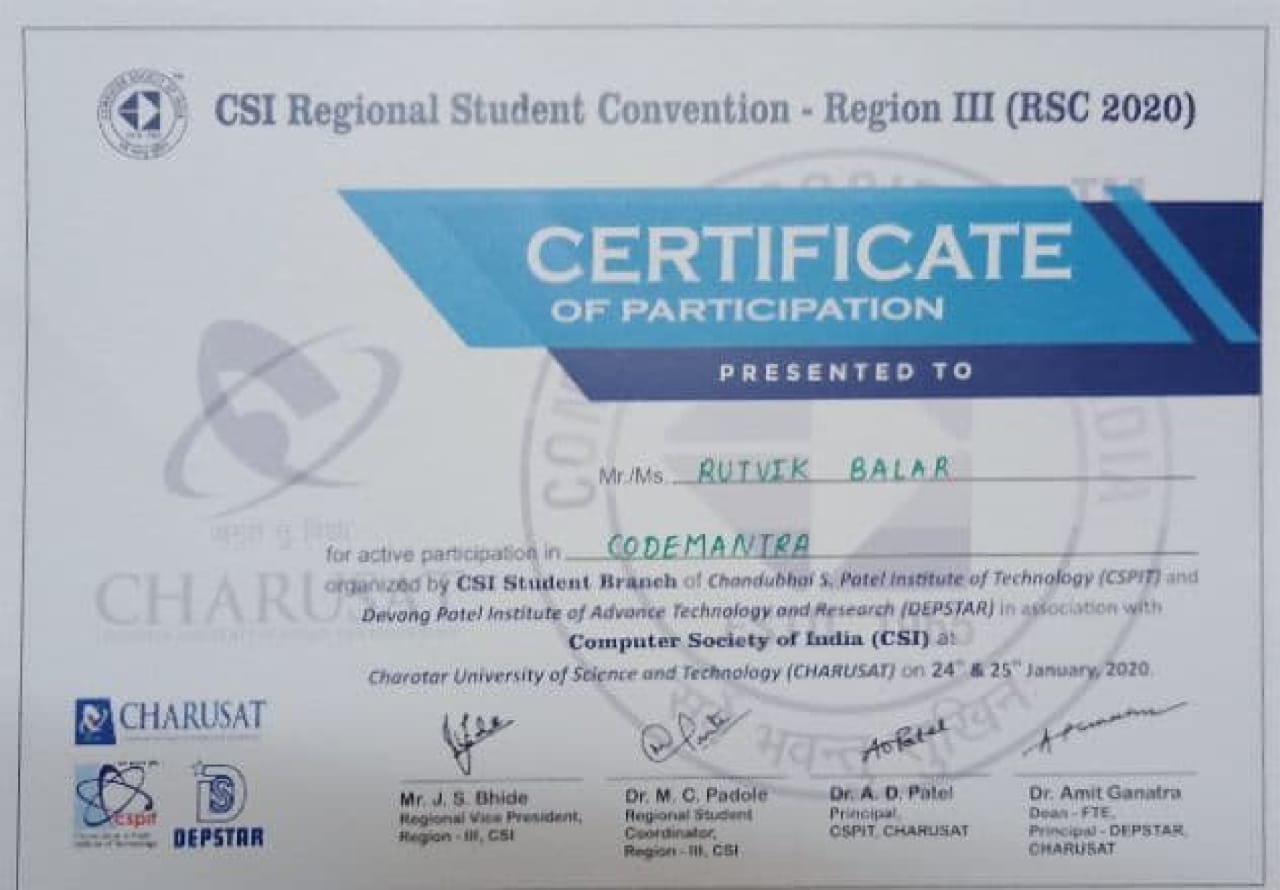 CSI Regional Student Convention - Region III (RSC 2020)
CERTIFICATE
OF PARTICIPATION
PRESENTED TO
Mr./Ms. RUTVIK BALAR
for active participation in CODEMANTRA
organized by CSI Student Branch of Chandubhai S. Patel Institute of Technology (CSPIT) and
Devang Patel Institute of Advance Technology and Research (DEPSTAR) in association with
Computer Society of India (CSI) at
Charotar University of Science and Technology (CHARUSAT) on 24th & 25th January, 2020.
CHARUSAT
CHARUSAT
cspit
DEPSTAR
Mr. J. S. Bhide
Regional Vice President,
Region - III, CSI
Dr. M. C. Padole
Regional Student
Coordinator,
Region - III, CSI
A D Patel
Dr. A. D. Patel
Principal,
CSPIT, CHARUSAT
Dr. Amit Ganatra
Dean - FTE,
Principal - DEPSTAR,
CHARUSAT